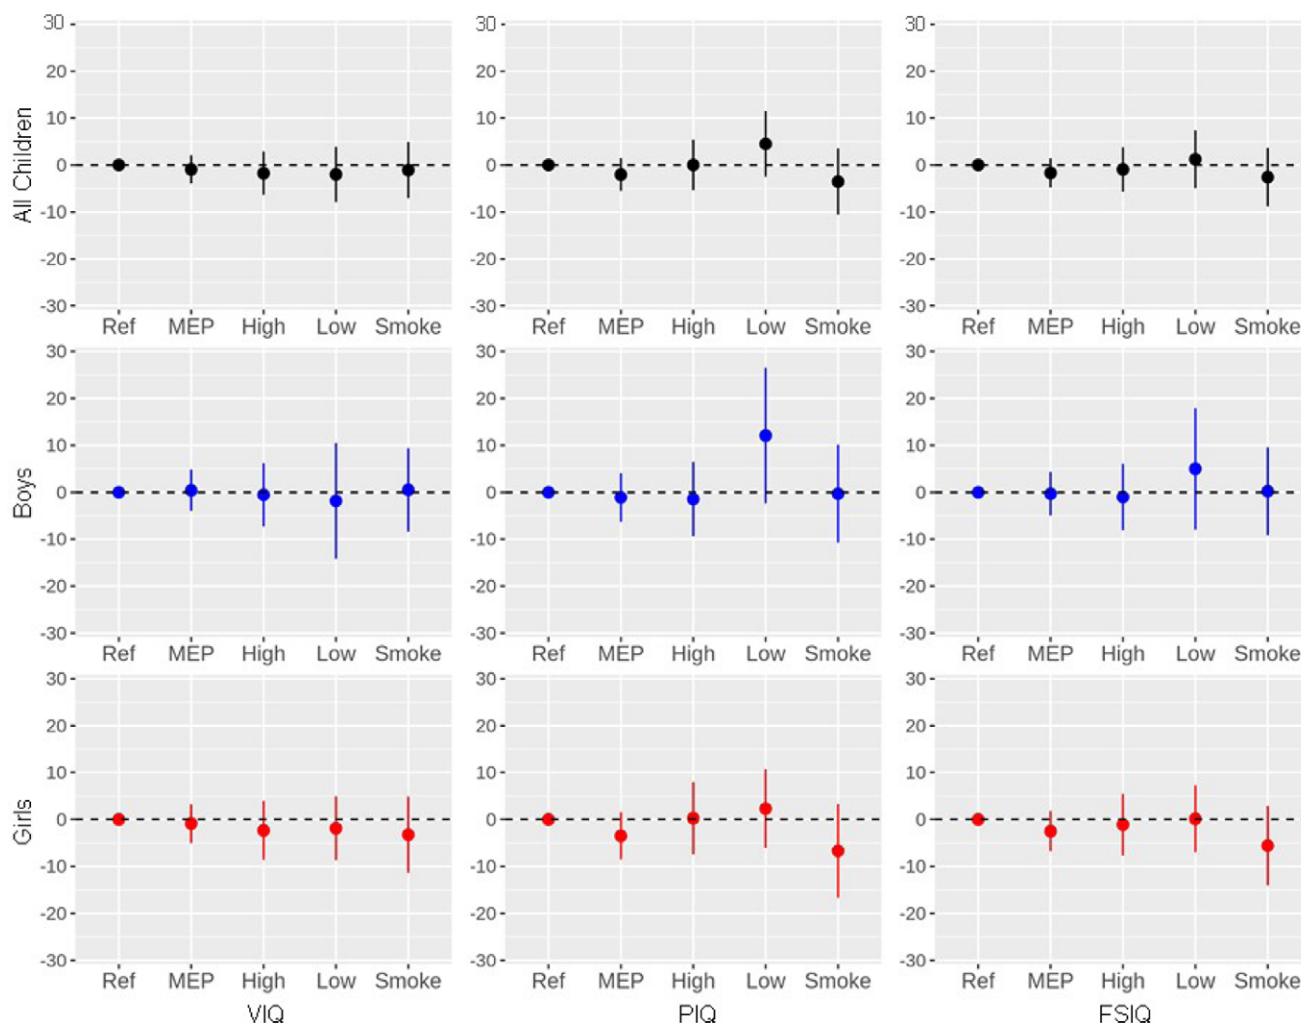 30 30 30
20 20 20
10 10 10
0 0 0
-10 -10 -10
-20 -20 -20
-30 -30 -30
All Children
Ref MEP High Low Smoke Ref MEP High Low Smoke Ref MEP High Low Smoke
30 30 30
20 20 20
10 10 10
0 0 0
-10 -10 -10
-20 -20 -20
-30 -30 -30
Boys
Ref MEP High Low Smoke Ref MEP High Low Smoke Ref MEP High Low Smoke
30 30 30
20 20 20
10 10 10
0 0 0
-10 -10 -10
-20 -20 -20
-30 -30 -30
Girls
Ref MEP High Low Smoke Ref MEP High Low Smoke Ref MEP High Low Smoke
VIQ PIQ FSIQ